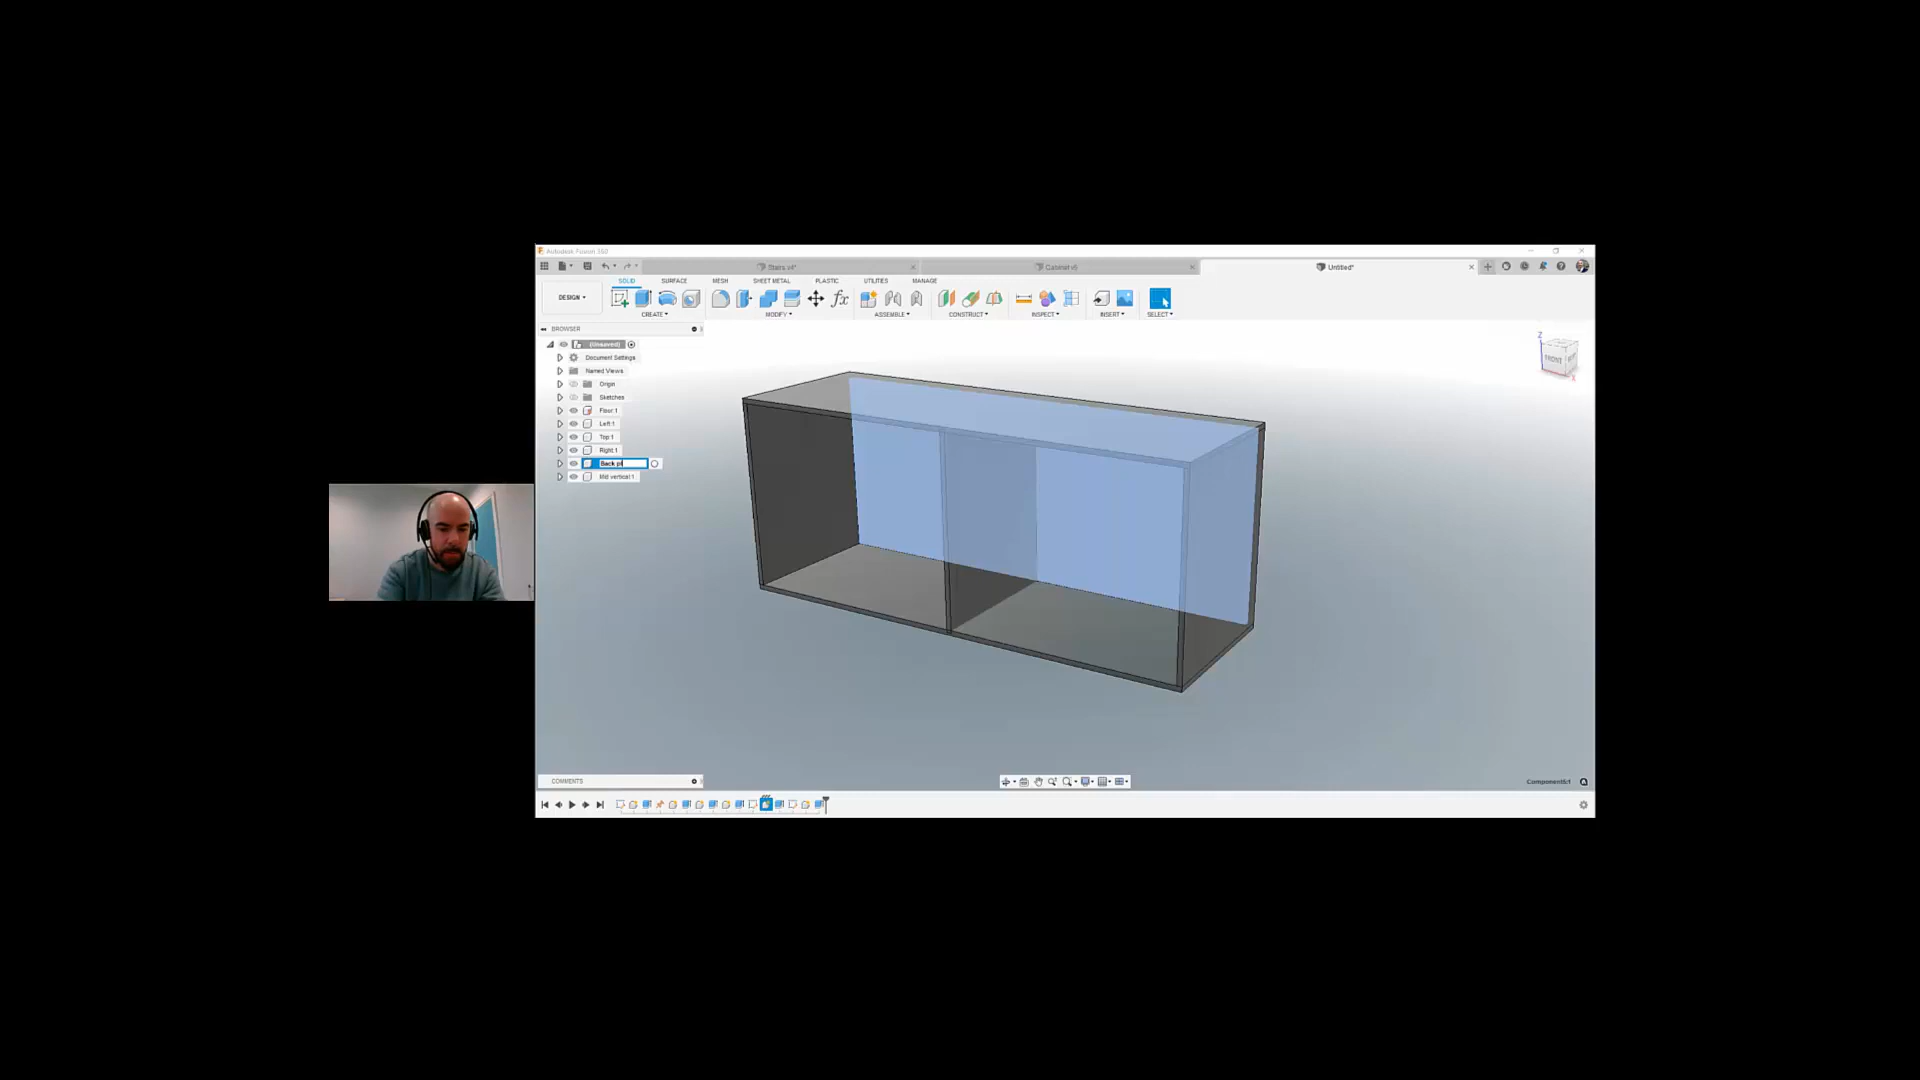 Autodesk Fusion 360
Stairs v4*
Cabinet v5
Untitled*
SOLID
SURFACE
MESH
SHEET METAL
PLASTIC
UTILITIES
MANAGE
DESIGN
CREATE
MODIFY
ASSEMBLE
CONSTRUCT
INSPECT
INSERT
SELECT
BROWSER
(Unsaved)
Document Settings
Named Views
Origin
Sketches
Floor:1
Left:1
Top:1
Right:1
Back pl
Mid vertical:1
Z
FRONT
X
COMMENTS